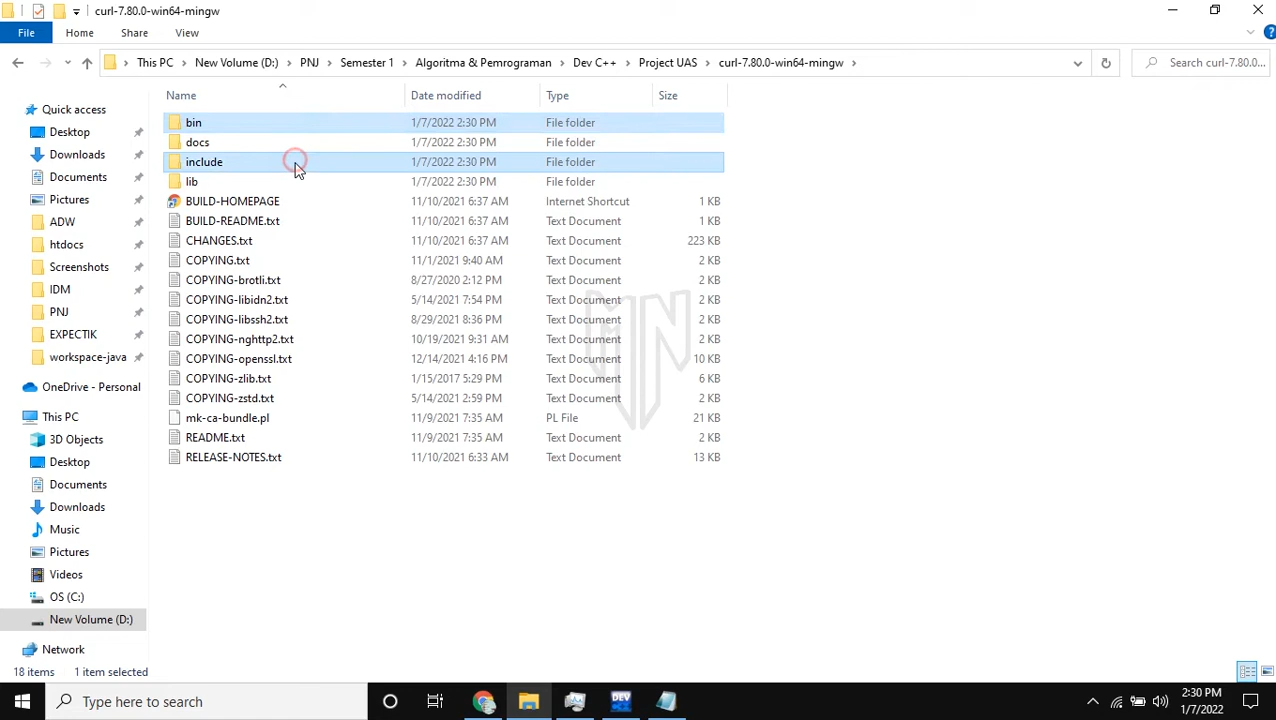 curl-7.80.0-win64-mingw
File Home Share View
This PC New Volume (D:) PNJ Semester 1 Algoritma & Pemrograman Dev C++ Project UAS curl-7.80.0-win64-mingw
Search curl-7.80.0...
Name Date modified Type Size
Quick access
Desktop
Downloads
Documents
Pictures
ADW
htdocs
Screenshots
IDM
PNJ
EXPECTIK
workspace-java
OneDrive - Personal
This PC
3D Objects
Desktop
Documents
Downloads
Music
Pictures
Videos
OS (C:)
New Volume (D:)
Network
bin 1/7/2022 2:30 PM File folder
docs 1/7/2022 2:30 PM File folder
include 1/7/2022 2:30 PM File folder
lib 1/7/2022 2:30 PM File folder
BUILD-HOMEPAGE 11/10/2021 6:37 AM Internet Shortcut 1 KB
BUILD-README.txt 11/10/2021 6:37 AM Text Document 1 KB
CHANGES.txt 11/10/2021 6:37 AM Text Document 223 KB
COPYING.txt 11/1/2021 9:40 AM Text Document 2 KB
COPYING-brotli.txt 8/27/2020 2:12 PM Text Document 2 KB
COPYING-libidn2.txt 5/14/2021 7:54 PM Text Document 2 KB
COPYING-libssh2.txt 8/29/2021 8:36 PM Text Document 2 KB
COPYING-nghttp2.txt 10/19/2021 9:31 AM Text Document 2 KB
COPYING-openssl.txt 12/14/2021 4:16 PM Text Document 10 KB
COPYING-zlib.txt 1/15/2017 5:29 PM Text Document 6 KB
COPYING-zstd.txt 5/14/2021 2:59 PM Text Document 2 KB
mk-ca-bundle.pl 11/9/2021 7:35 AM PL File 21 KB
README.txt 11/9/2021 7:35 AM Text Document 2 KB
RELEASE-NOTES.txt 11/10/2021 6:33 AM Text Document 13 KB
18 items 1 item selected
Type here to search
DEV
2:30 PM
1/7/2022